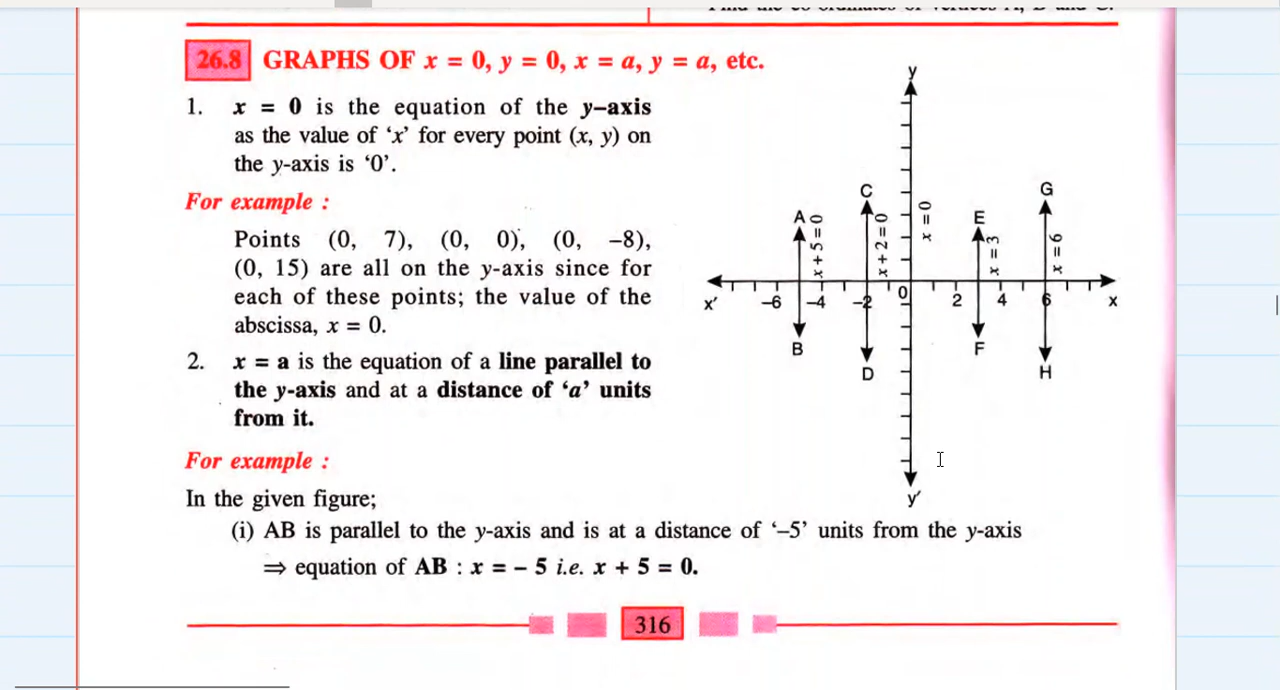 26.8 GRAPHS OF x = 0, y = 0, x = a, y = a, etc.
1. x = 0 is the equation of the y–axis
as the value of ‘x’ for every point (x, y) on
the y-axis is ‘0’.
For example :
Points (0, 7), (0, 0), (0, –8),
(0, 15) are all on the y-axis since for
each of these points; the value of the
abscissa, x = 0.
2. x = a is the equation of a line parallel to
the y-axis and at a distance of ‘a’ units
from it.
y
A
x + 5 = 0
C
x + 2 = 0
x = 0
E
x = 3
G
x = 6
x′
–6
–4
–2
0
2
4
6
x
B
D
F
H
y′
For example :
In the given figure;
(i) AB is parallel to the y-axis and is at a distance of ‘–5’ units from the y-axis
⇒ equation of AB : x = – 5 i.e. x + 5 = 0.
316